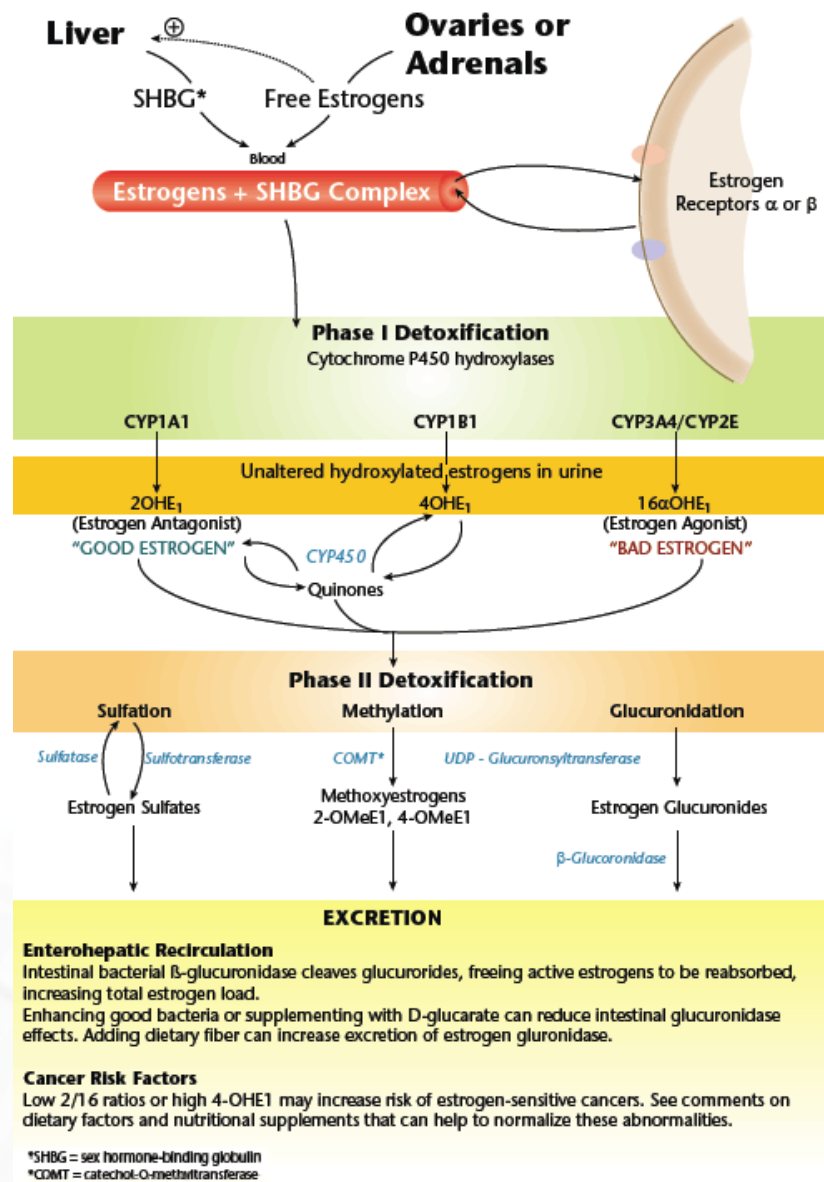 Liver
⊕
Ovaries or
Adrenals
SHBG*
Free Estrogens
Blood
Estrogens + SHBG Complex
Estrogen
Receptors α or β
Phase I Detoxification
Cytochrome P450 hydroxylases
CYP1A1
CYP1B1
CYP3A4/CYP2E
Unaltered hydroxylated estrogens in urine
2OHE₁
4OHE₁
16αOHE₁
(Estrogen Antagonist)
(Estrogen Agonist)
"GOOD ESTROGEN"
CYP450
"BAD ESTROGEN"
Quinones
Phase II Detoxification
Sulfation
Methylation
Glucuronidation
Sulfatase
Sulfotransferase
COMT*
UDP - Glucuronsyltransferase
Estrogen Sulfates
Methoxyestrogens
2-OMeE1, 4-OMeE1
Estrogen Glucuronides
β-Glucoronidase
EXCRETION
Enterohepatic Recirculation
Intestinal bacterial ß-glucuronidase cleaves glucurorides, freeing active estrogens to be reabsorbed,
increasing total estrogen load.
Enhancing good bacteria or supplementing with D-glucarate can reduce intestinal glucuronidase
effects. Adding dietary fiber can increase excretion of estrogen gluronidase.
Cancer Risk Factors
Low 2/16 ratios or high 4-OHE1 may increase risk of estrogen-sensitive cancers. See comments on
dietary factors and nutritional supplements that can help to normalize these abnormalities.
*SHBG = sex hormone-binding globulin
*COMT = catechol-O-methyltransferase